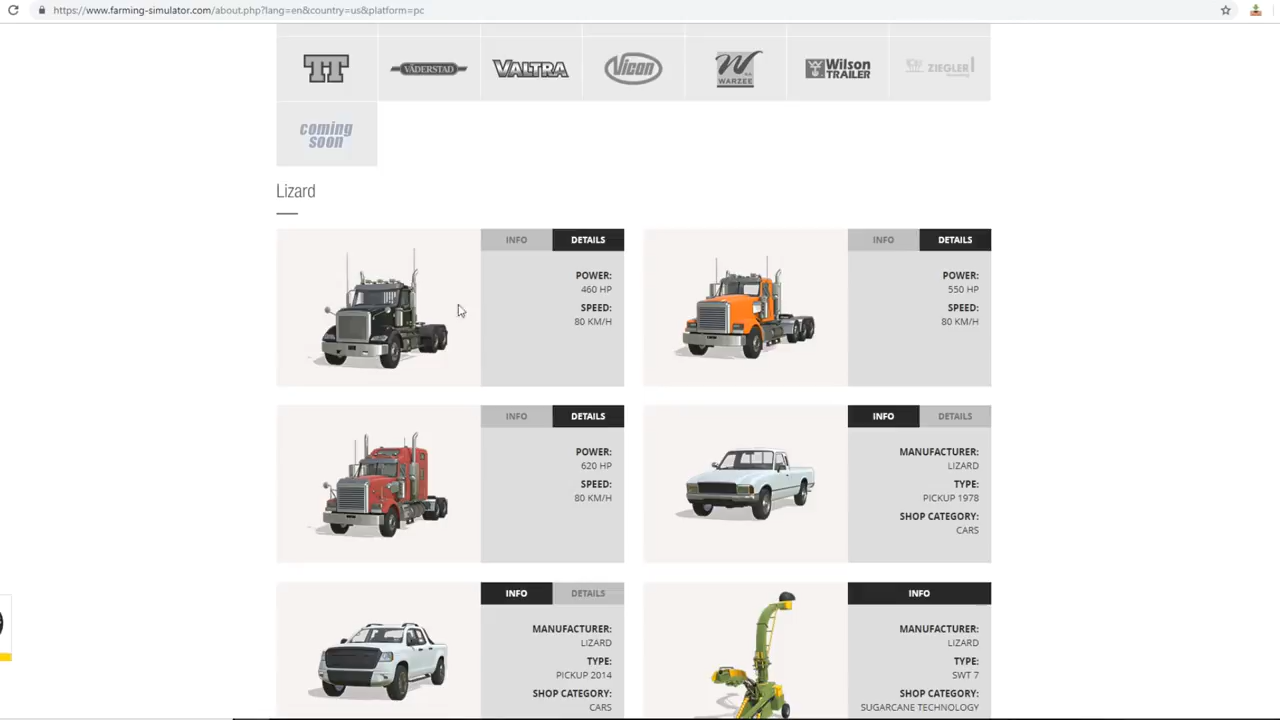 https://www.farming-simulator.com/about.php?lang=en&country=us&platform=pc
TT
VÄDERSTAD
VALTRA
Vicon
W
WARZEE
Wilson
TRAILER
ZIEGLER
coming
soon
Lizard
INFO
DETAILS
POWER:
460 HP
SPEED:
80 KM/H
INFO
DETAILS
POWER:
550 HP
SPEED:
80 KM/H
INFO
DETAILS
POWER:
620 HP
SPEED:
80 KM/H
INFO
DETAILS
MANUFACTURER:
LIZARD
TYPE:
PICKUP 1978
SHOP CATEGORY:
CARS
INFO
DETAILS
MANUFACTURER:
LIZARD
TYPE:
PICKUP 2014
SHOP CATEGORY:
CARS
INFO
MANUFACTURER:
LIZARD
TYPE:
SWT 7
SHOP CATEGORY:
SUGARCANE TECHNOLOGY